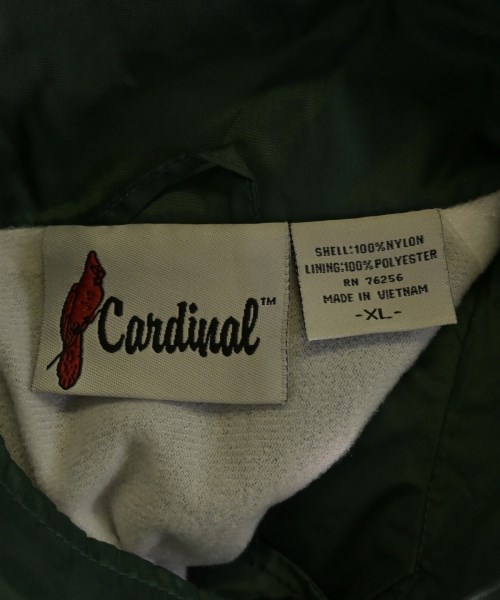 Cardinal™
SHELL:100%NYLON
LINING:100%POLYESTER
RN 76256
MADE IN VIETNAM
-XL-